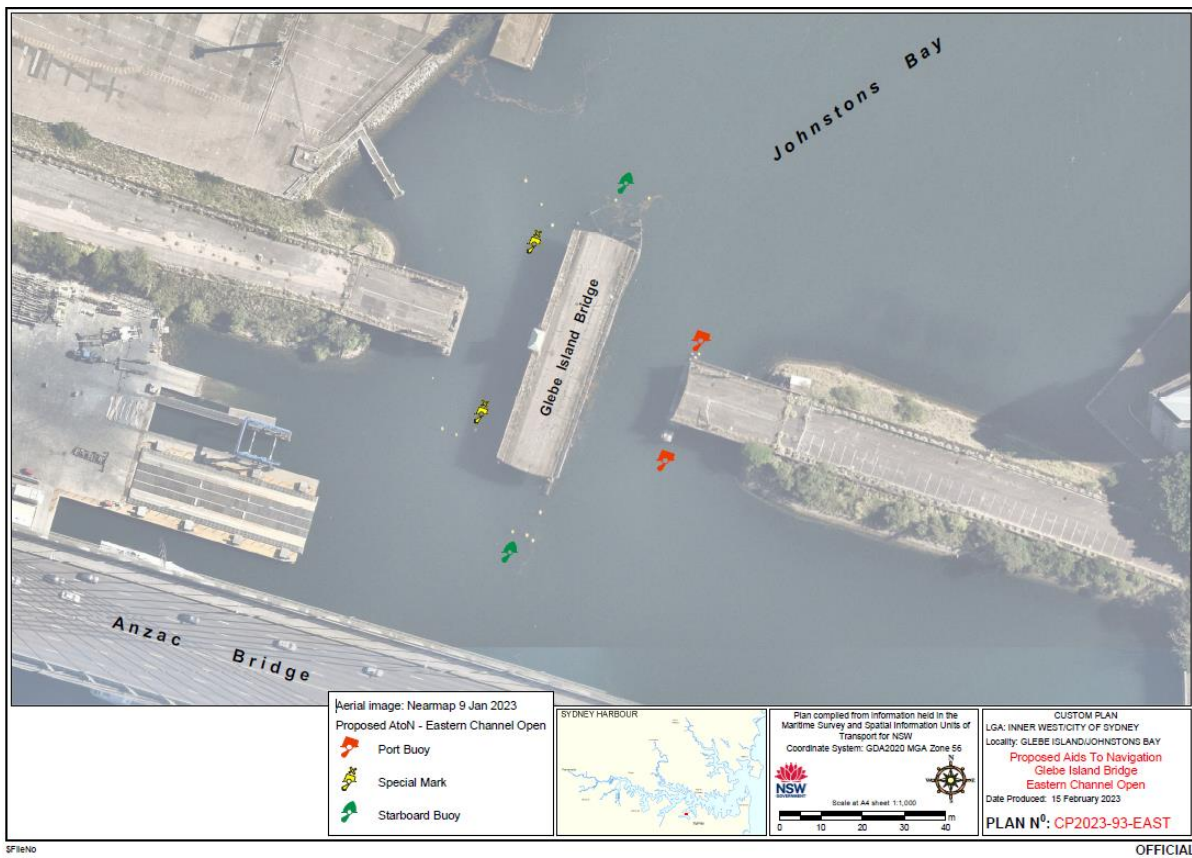 Johnstons Bay
Glebe Island Bridge
Anzac Bridge
Aerial image: Nearmap 9 Jan 2023
Proposed AtoN - Eastern Channel Open
Port Buoy
Special Mark
Starboard Buoy
SYDNEY HARBOUR
Plan compiled from information held in the
Maritime Survey and Spatial Information Units of
Transport for NSW
Coordinate System: GDA2020 MGA Zone 56
NSW
GOVERNMENT
N
Scale at A4 sheet 1:1,000
0 10 20 30 40 m
CUSTOM PLAN
LGA: INNER WEST/CITY OF SYDNEY
Locality: GLEBE ISLAND/JOHNSTONS BAY
Proposed Aids To Navigation
Glebe Island Bridge
Eastern Channel Open
Date Produced: 15 February 2023
PLAN Nº: CP2023-93-EAST
$FileNo
OFFICIAL